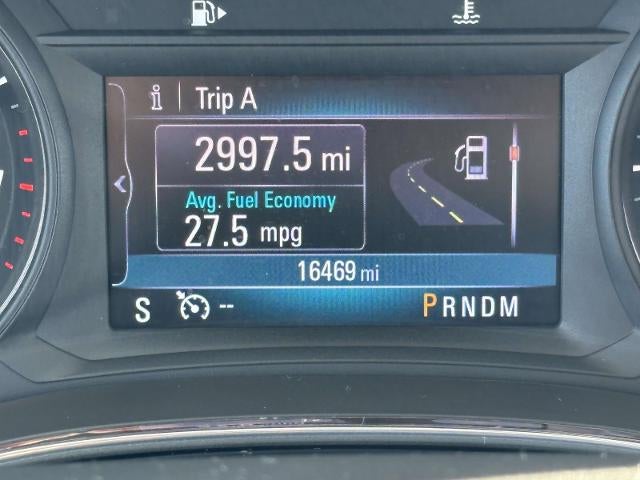 i Trip A
2997.5 mi
Avg. Fuel Economy
27.5 mpg
16469 mi
S -- PRNDM